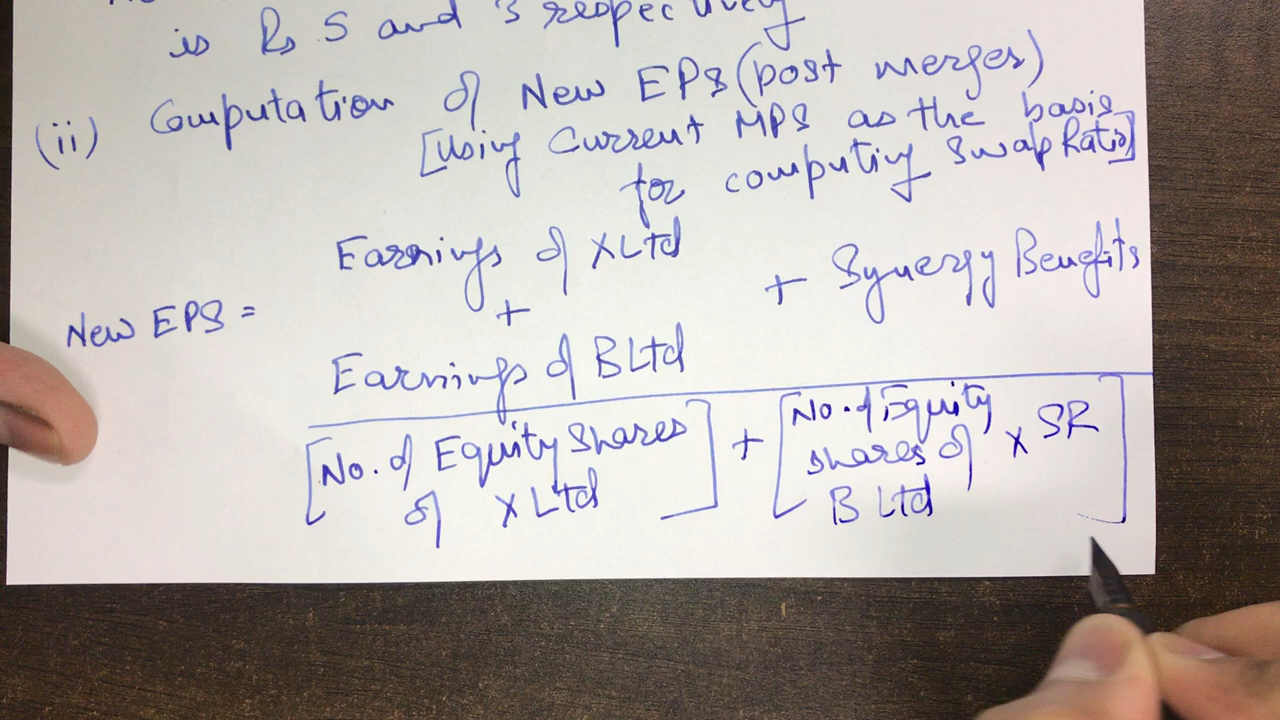 is Rs 5 and 3 respectively
(ii) Computation of New EPS (post merger)
[Using Current MPS as the basis
for computing Swap Ratio]
Earnings of X Ltd
+
+ Synergy Benefits
New EPS =
Earnings of B Ltd
[No. of Equity Shares of X Ltd] + [No. of Equity shares of B Ltd × SR]